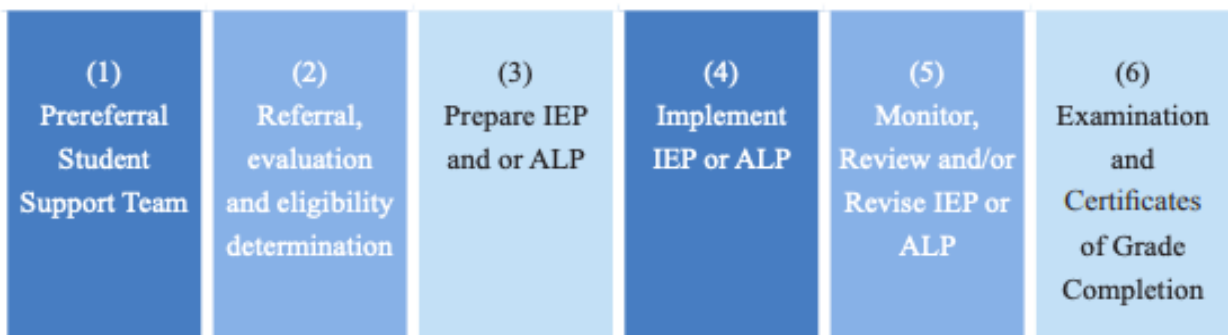 (1)
Prereferral
Student
Support Team
(2)
Referral,
evaluation
and eligibility
determination
(3)
Prepare IEP
and or ALP
(4)
Implement
IEP or ALP
(5)
Monitor,
Review and/or
Revise IEP or
ALP
(6)
Examination
and
Certificates
of Grade
Completion